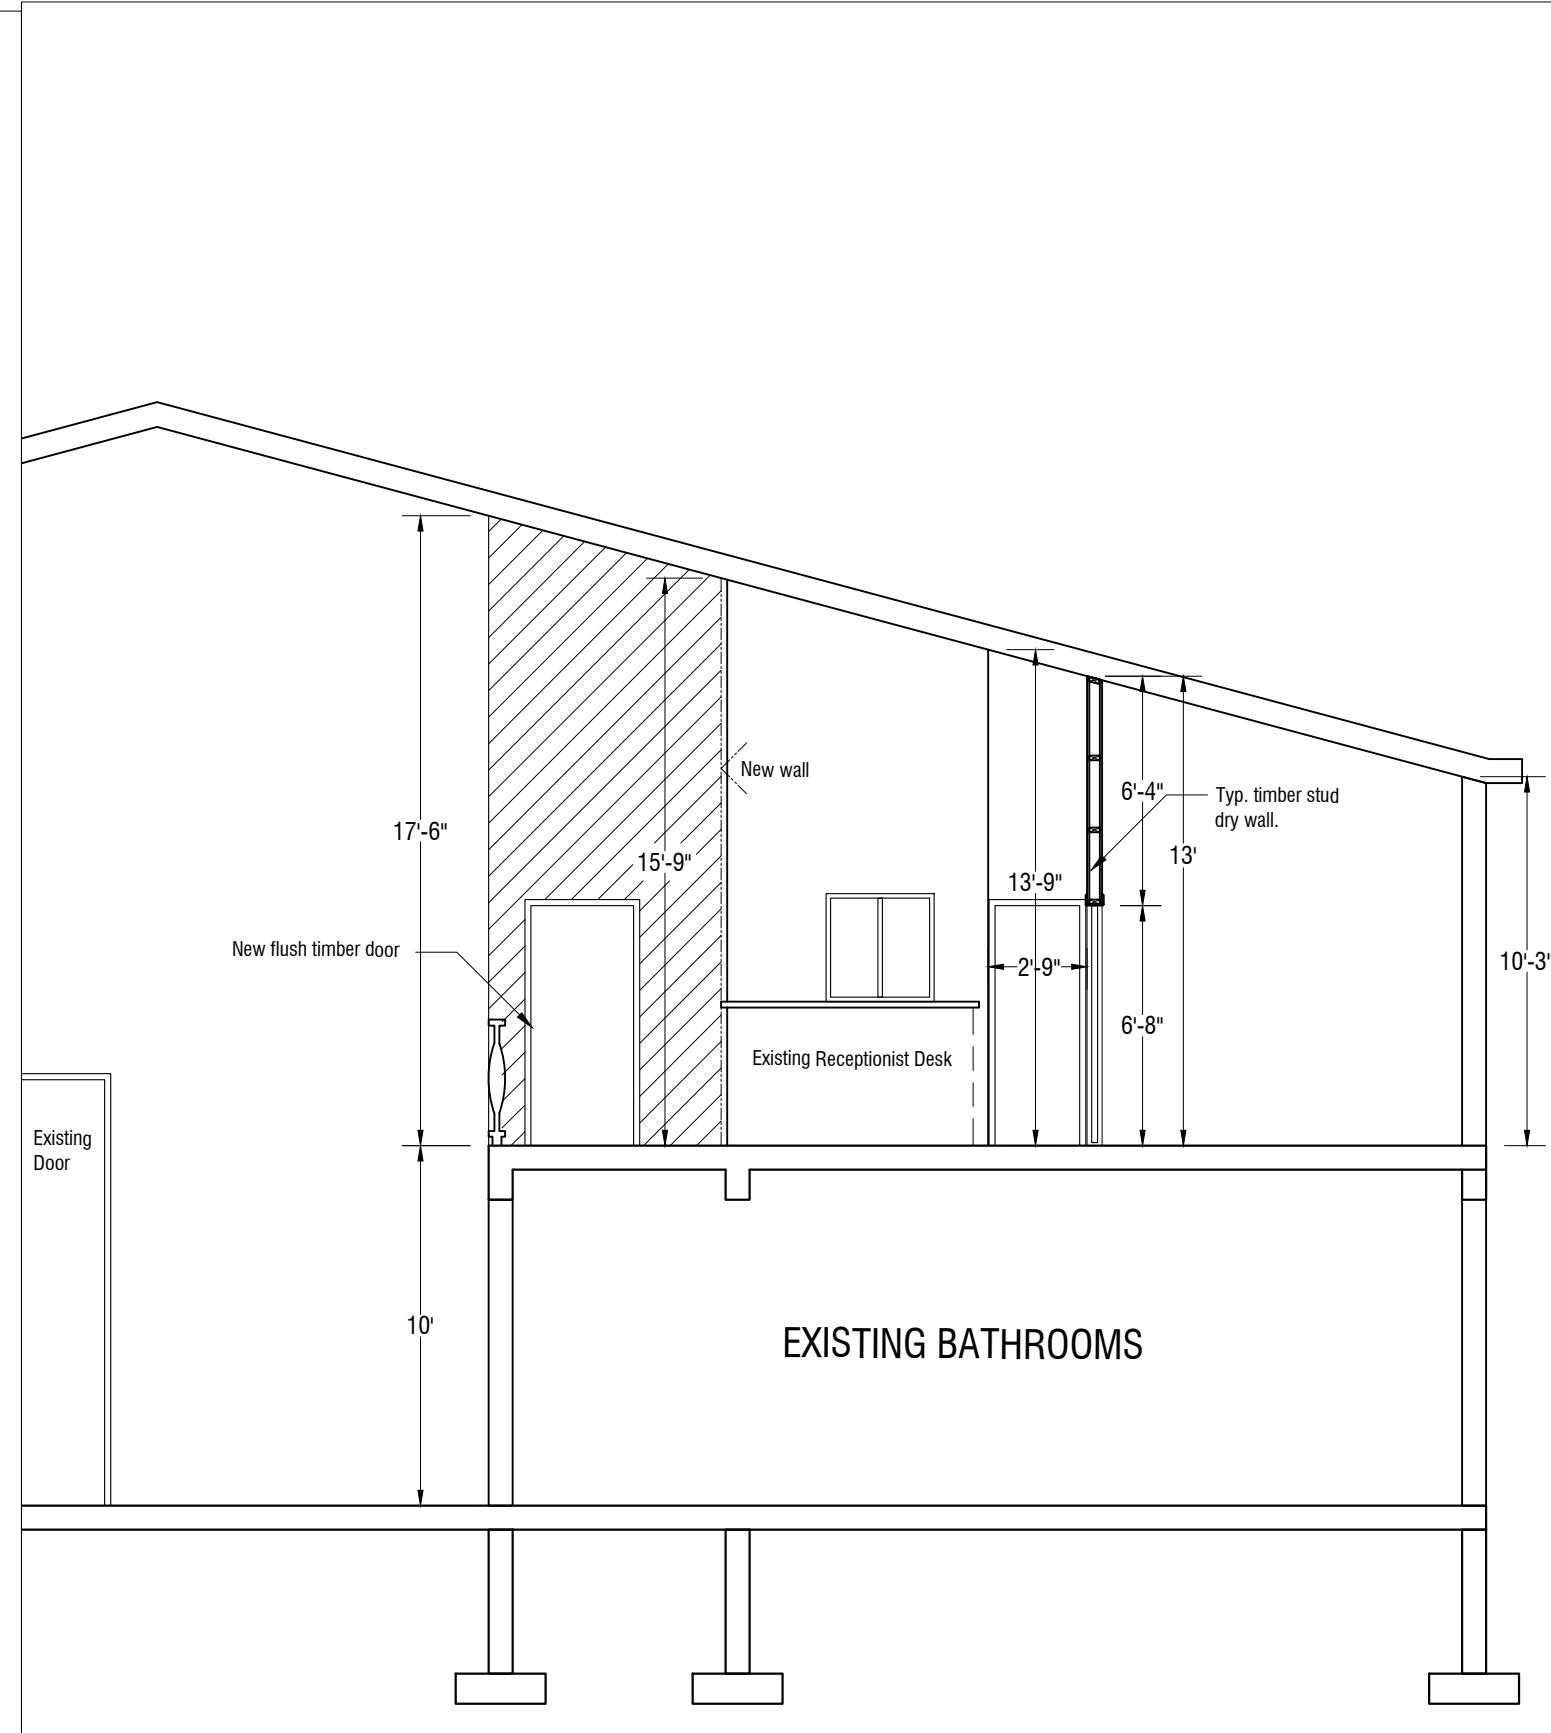 New wall
6'-4"
Typ. timber stud
dry wall.
17'-6"
15'-9"
13'
13'-9"
New flush timber door
2'-9"
10'-3'
6'-8"
Existing Receptionist Desk
Existing
Door
10'
EXISTING BATHROOMS